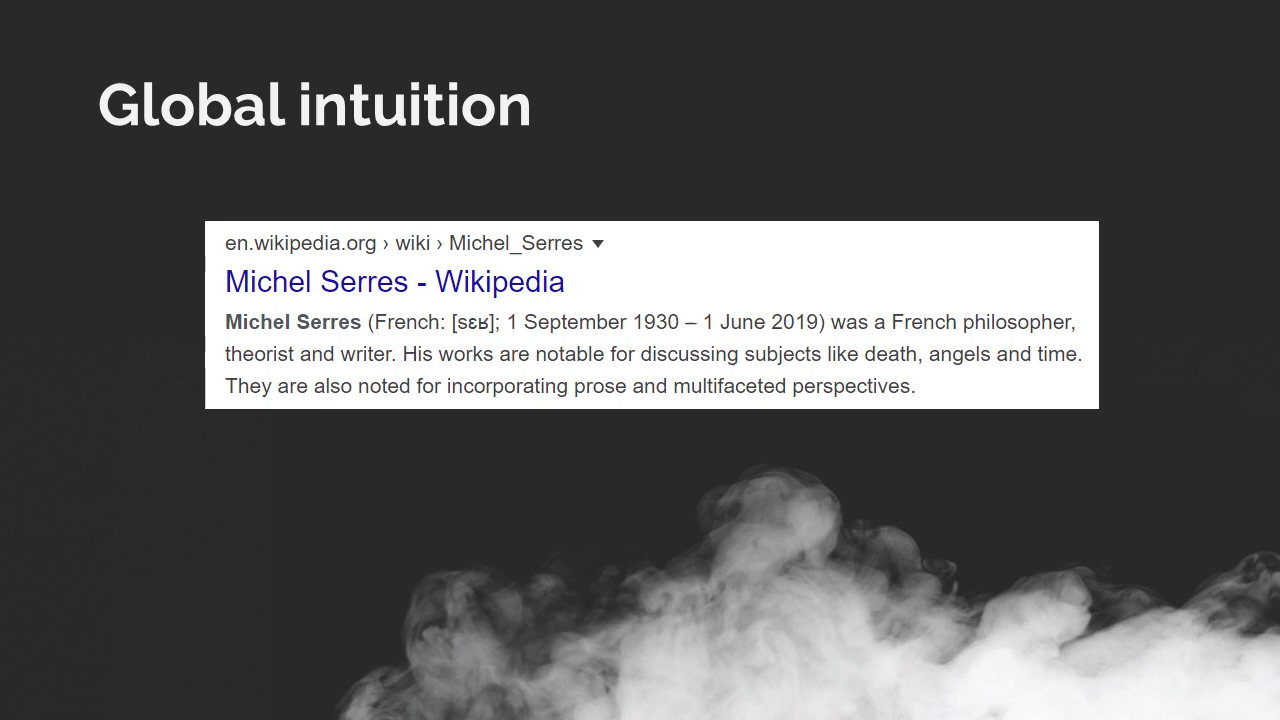 Global intuition
en.wikipedia.org › wiki › Michel_Serres
Michel Serres - Wikipedia
Michel Serres (French: [sɛʁ]; 1 September 1930 – 1 June 2019) was a French philosopher,
theorist and writer. His works are notable for discussing subjects like death, angels and time.
They are also noted for incorporating prose and multifaceted perspectives.